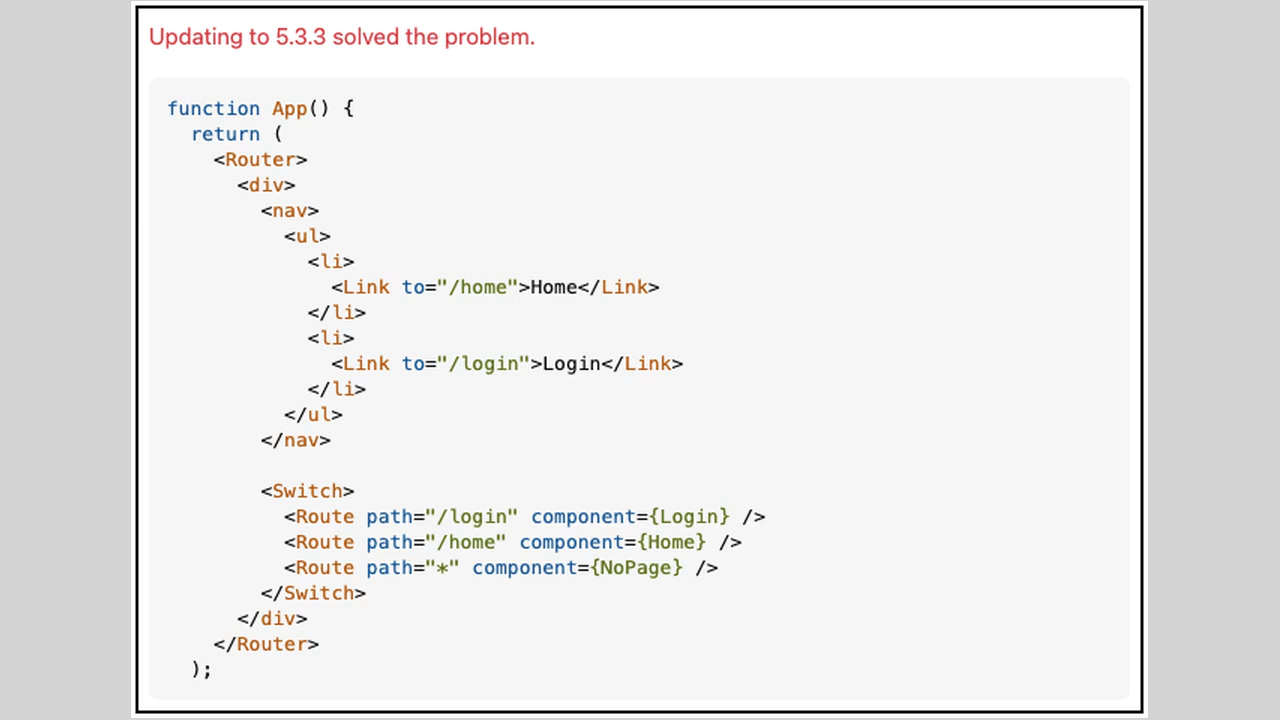 Updating to 5.3.3 solved the problem.
function App() {
  return (
    <Router>
      <div>
        <nav>
          <ul>
            <li>
              <Link to="/home">Home</Link>
            </li>
            <li>
              <Link to="/login">Login</Link>
            </li>
          </ul>
        </nav>

        <Switch>
          <Route path="/login" component={Login} />
          <Route path="/home" component={Home} />
          <Route path="*" component={NoPage} />
        </Switch>
      </div>
    </Router>
  );